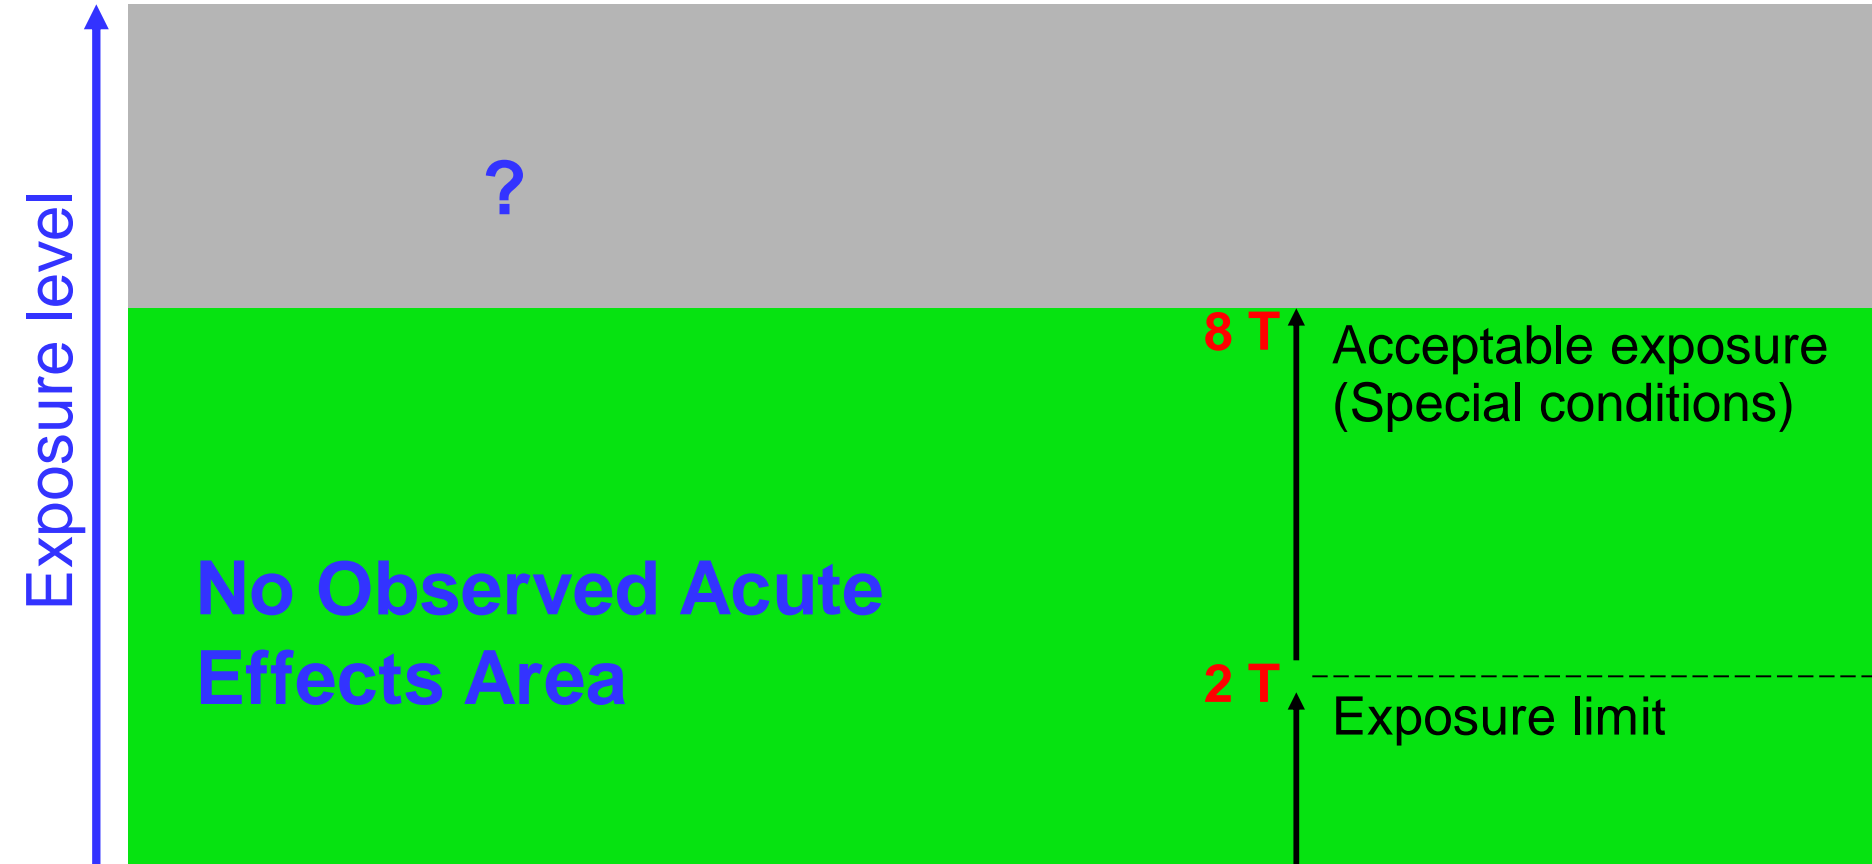 Exposure level
?
8 T
Acceptable exposure
(Special conditions)
No Observed Acute
Effects Area
2 T
Exposure limit